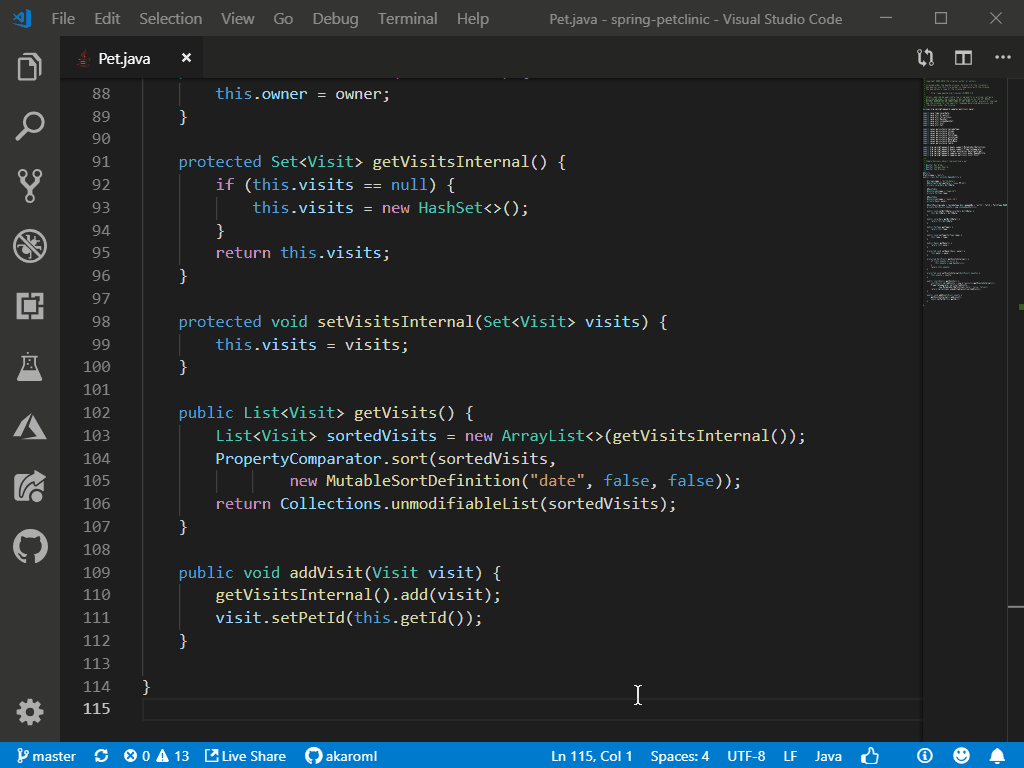 File Edit Selection View Go Debug Terminal Help Pet.java - spring-petclinic - Visual Studio Code
Pet.java
88 this.owner = owner;
89 }
90
91 protected Set<Visit> getVisitsInternal() {
92 if (this.visits == null) {
93 this.visits = new HashSet<>();
94 }
95 return this.visits;
96 }
97
98 protected void setVisitsInternal(Set<Visit> visits) {
99 this.visits = visits;
100 }
101
102 public List<Visit> getVisits() {
103 List<Visit> sortedVisits = new ArrayList<>(getVisitsInternal());
104 PropertyComparator.sort(sortedVisits,
105 new MutableSortDefinition("date", false, false));
106 return Collections.unmodifiableList(sortedVisits);
107 }
108
109 public void addVisit(Visit visit) {
110 getVisitsInternal().add(visit);
111 visit.setPetId(this.getId());
112 }
113
114 }
115
master 0 13 Live Share akaroml Ln 115, Col 1 Spaces: 4 UTF-8 LF Java